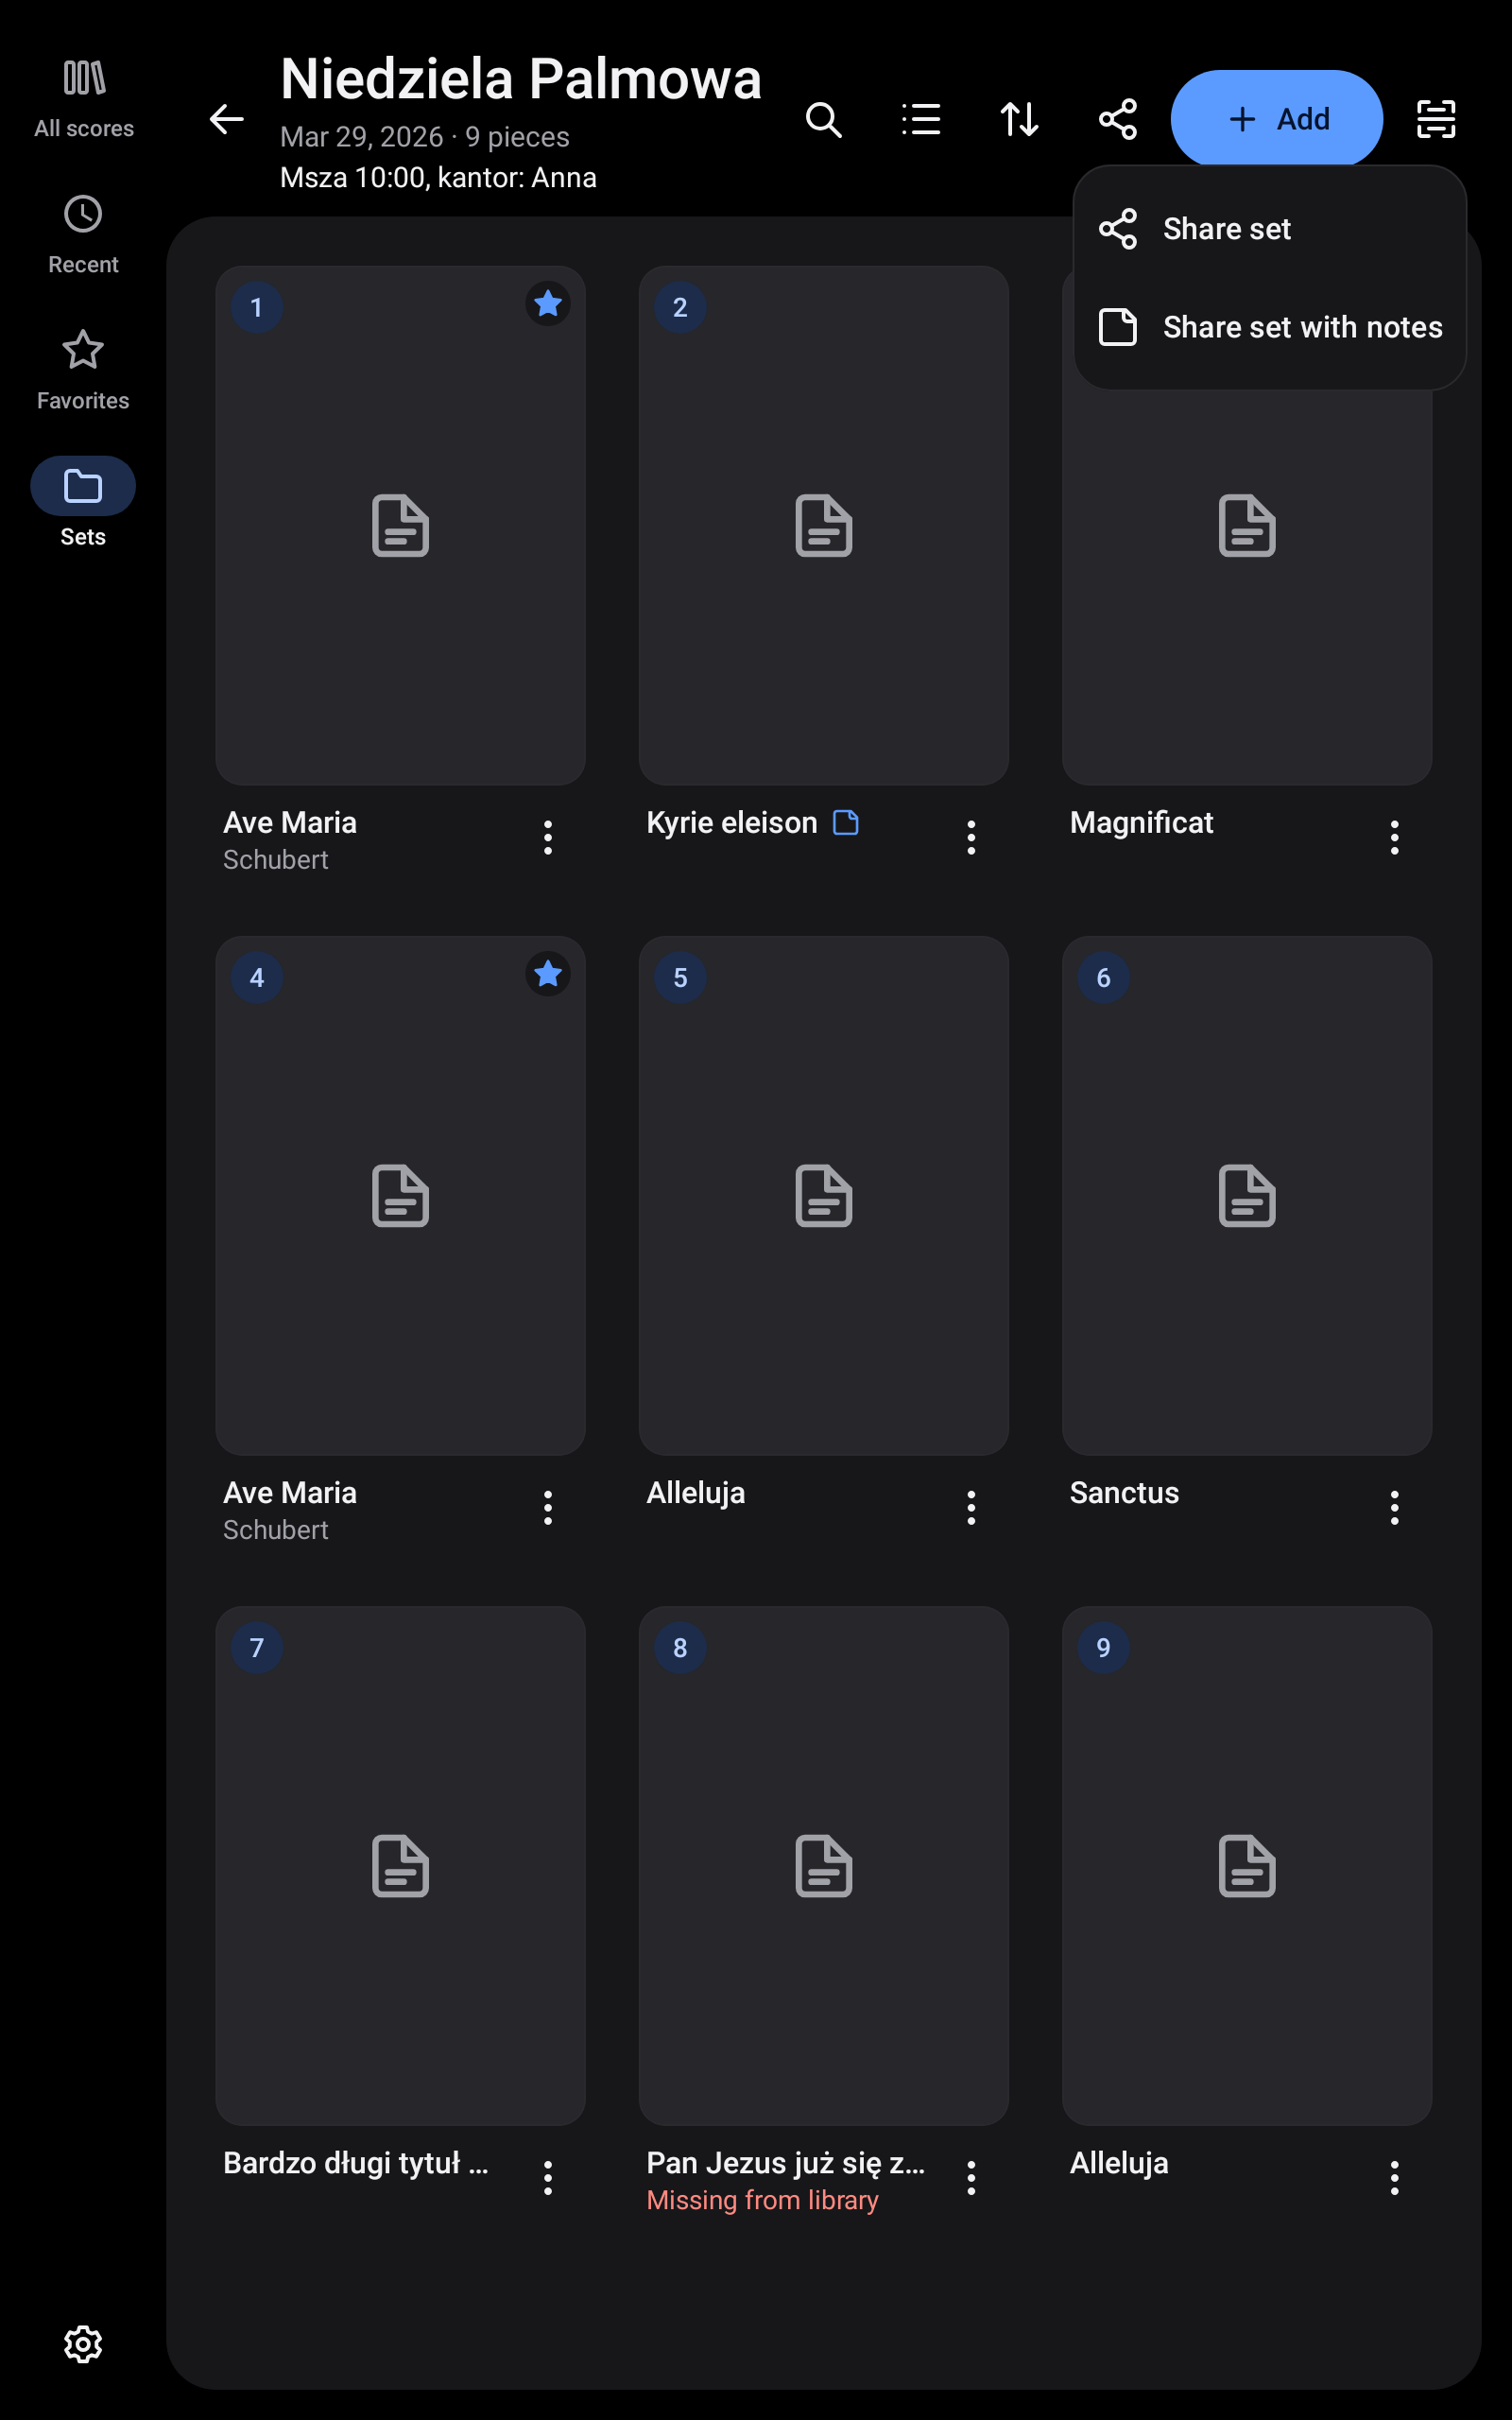 All scores
Recent
Favorites
Sets
Niedziela Palmowa
Mar 29, 2026 · 9 pieces
Msza 10:00, kantor: Anna
Add
Share set
Share set with notes
1
2
Ave Maria
Schubert
Kyrie eleison
Magnificat
4
5
6
Ave Maria
Schubert
Alleluja
Sanctus
7
8
9
Bardzo długi tytuł ...
Pan Jezus już się z...
Missing from library
Alleluja